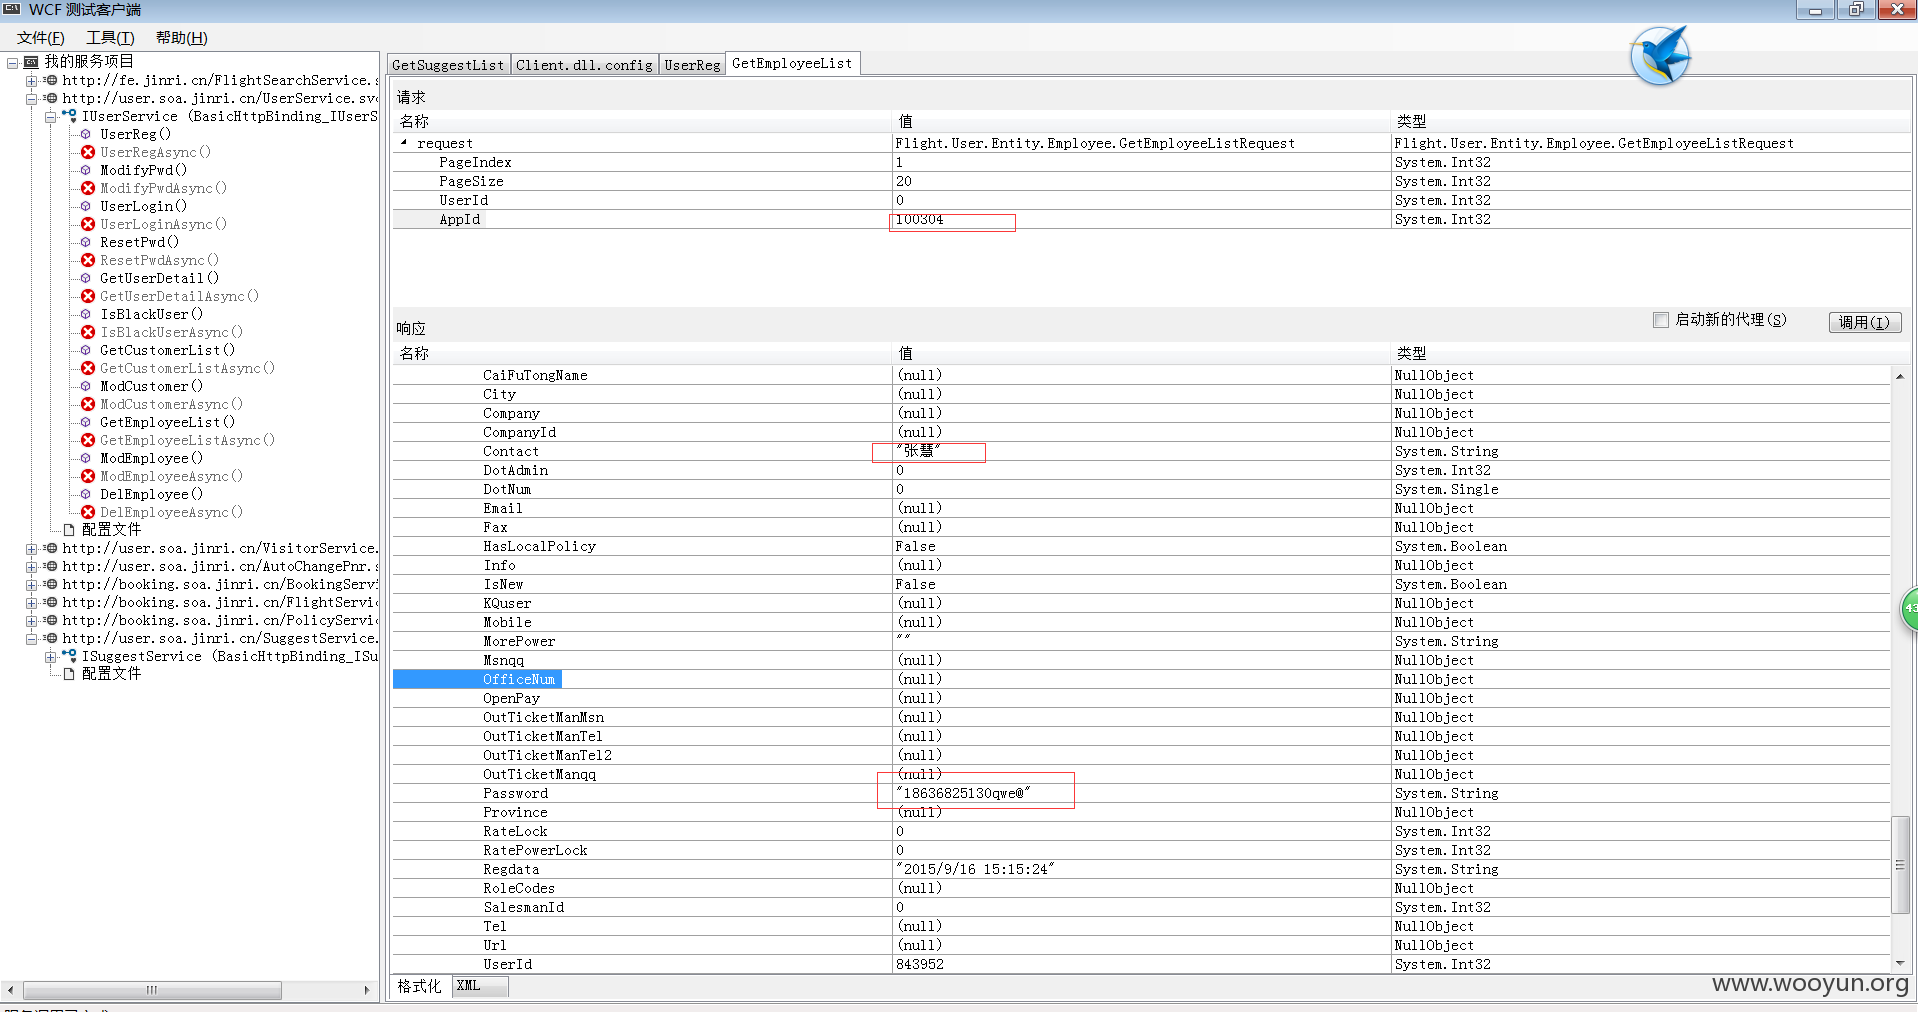 WCF 测试客户端
文件(F) 工具(T) 帮助(H)
我的服务项目
http://fe.jinri.cn/FlightSearchService.s
http://user.soa.jinri.cn/UserService.svc
IUserService (BasicHttpBinding_IUserS
UserReg()
UserRegAsync()
ModifyPwd()
ModifyPwdAsync()
UserLogin()
UserLoginAsync()
ResetPwd()
ResetPwdAsync()
GetUserDetail()
GetUserDetailAsync()
IsBlackUser()
IsBlackUserAsync()
GetCustomerList()
GetCustomerListAsync()
ModCustomer()
ModCustomerAsync()
GetEmployeeList()
GetEmployeeListAsync()
ModEmployee()
ModEmployeeAsync()
DelEmployee()
DelEmployeeAsync()
配置文件
http://user.soa.jinri.cn/VisitorService.
http://user.soa.jinri.cn/AutoChangePnr.s
http://booking.soa.jinri.cn/BookingServi
http://booking.soa.jinri.cn/FlightServic
http://booking.soa.jinri.cn/PolicyServic
http://user.soa.jinri.cn/SuggestService.
ISuggestService (BasicHttpBinding_ISu
配置文件
GetSuggestList Client.dll.config UserReg GetEmployeeList
请求
名称 值 类型
request Flight.User.Entity.Employee.GetEmployeeListRequest Flight.User.Entity.Employee.GetEmployeeListRequest
PageIndex 1 System.Int32
PageSize 20 System.Int32
UserId 0 System.Int32
AppId 100304 System.Int32
响应
启动新的代理(S) 调用(I)
名称 值 类型
CaiFuTongName (null) NullObject
City (null) NullObject
Company (null) NullObject
CompanyId (null) NullObject
Contact "张慧" System.String
DotAdmin 0 System.Int32
DotNum 0 System.Single
Email (null) NullObject
Fax (null) NullObject
HasLocalPolicy False System.Boolean
Info (null) NullObject
IsNew False System.Boolean
KQuser (null) NullObject
Mobile (null) NullObject
MorePower "" System.String
Msnqq (null) NullObject
OfficeNum (null) NullObject
OpenPay (null) NullObject
OutTicketManMsn (null) NullObject
OutTicketManTel (null) NullObject
OutTicketManTel2 (null) NullObject
OutTicketManqq (null) NullObject
Password "18636825130qwe@" System.String
Province (null) NullObject
RateLock 0 System.Int32
RatePowerLock 0 System.Int32
Regdata "2015/9/16 15:15:24" System.String
RoleCodes (null) NullObject
SalesmanId 0 System.Int32
Tel (null) NullObject
Url (null) NullObject
UserId 843952 System.Int32
格式化 XML
43
www.wooyun.org